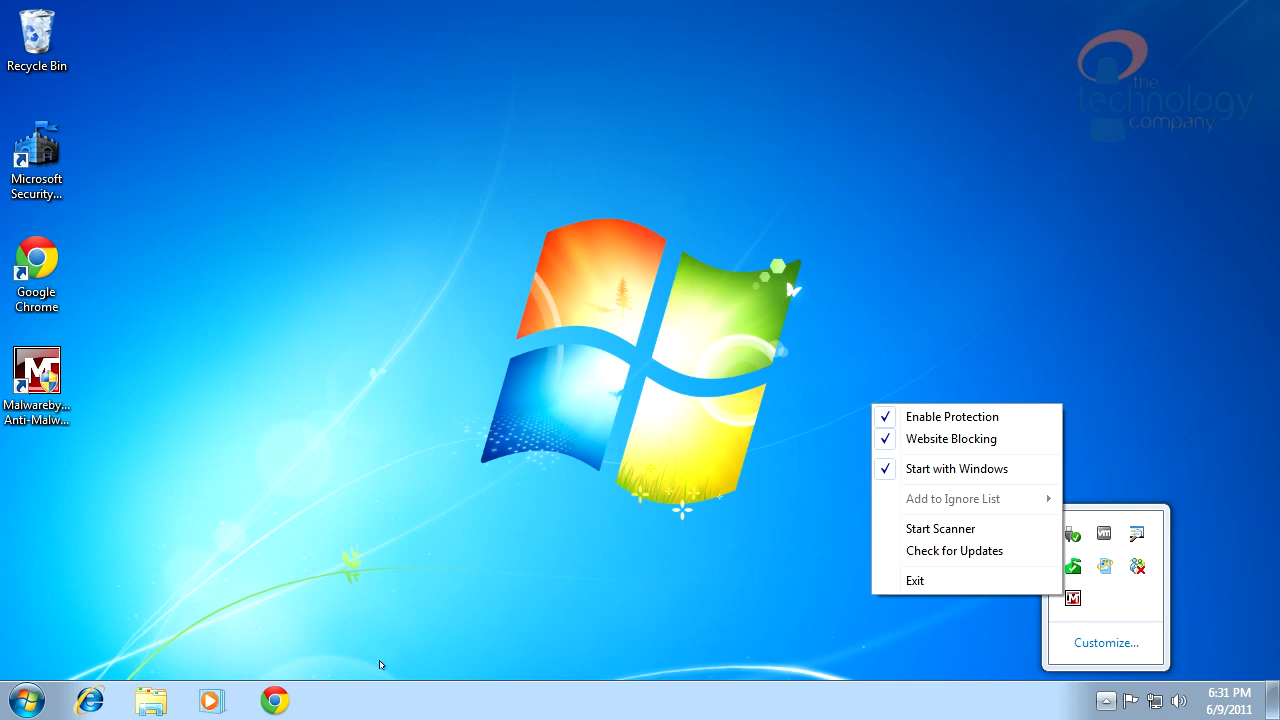 Recycle Bin
Microsoft
Security...
Google
Chrome
Malwareby...
Anti-Malw...
the
technology
company
Enable Protection
Website Blocking
Start with Windows
Add to Ignore List
Start Scanner
Check for Updates
Exit
vm
M
Customize...
6:31 PM
6/9/2011